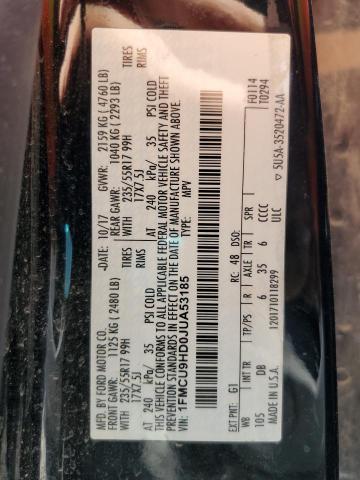 MFD. BY FORD MOTOR CO.
DATE: 10/17 GVWR: 2159 KG ( 4760 LB)
FRONT GAWR: 1125 KG ( 2480 LB) REAR GAWR: 1040 KG ( 2293 LB)
WITH 235/55R17 99H TIRES WITH 235/55R17 99H TIRES
17X7.5J RIMS 17X7.5J RIMS
AT 240 kPa/ 35 PSI COLD AT 240 kPa/ 35 PSI COLD
THIS VEHICLE CONFORMS TO ALL APPLICABLE FEDERAL MOTOR VEHICLE SAFETY AND THEFT
PREVENTION STANDARDS IN EFFECT ON THE DATE OF MANUFACTURE SHOWN ABOVE.
VIN: 1FMCU9HD0JUA53185
TYPE: MPV
F0114
T0294
EXT PNT: G1 RC: 48 DSO:
WB INT TR TP/PS R AXLE TR SPR
105 DB 6 35 6 CCCC
ULC
MADE IN U.S.A. 1201710118299
5U5A-3520472-AA